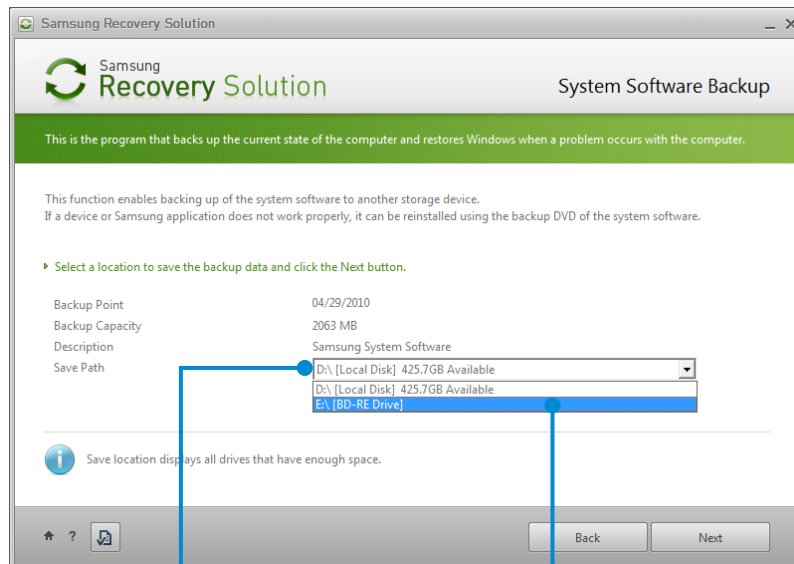 Samsung Recovery Solution
Samsung
Recovery Solution
System Software Backup
This is the program that backs up the current state of the computer and restores Windows when a problem occurs with the computer.
This function enables backing up of the system software to another storage device.
If a device or Samsung application does not work properly, it can be reinstalled using the backup DVD of the system software.
Select a location to save the backup data and click the Next button.
Backup Point 04/29/2010
Backup Capacity 2063 MB
Description Samsung System Software
Save Path D:\ [Local Disk] 425.7GB Available
D:\ [Local Disk] 425.7GB Available
E:\ [BD-RE Drive]
Save location displays all drives that have enough space.
? Back Next